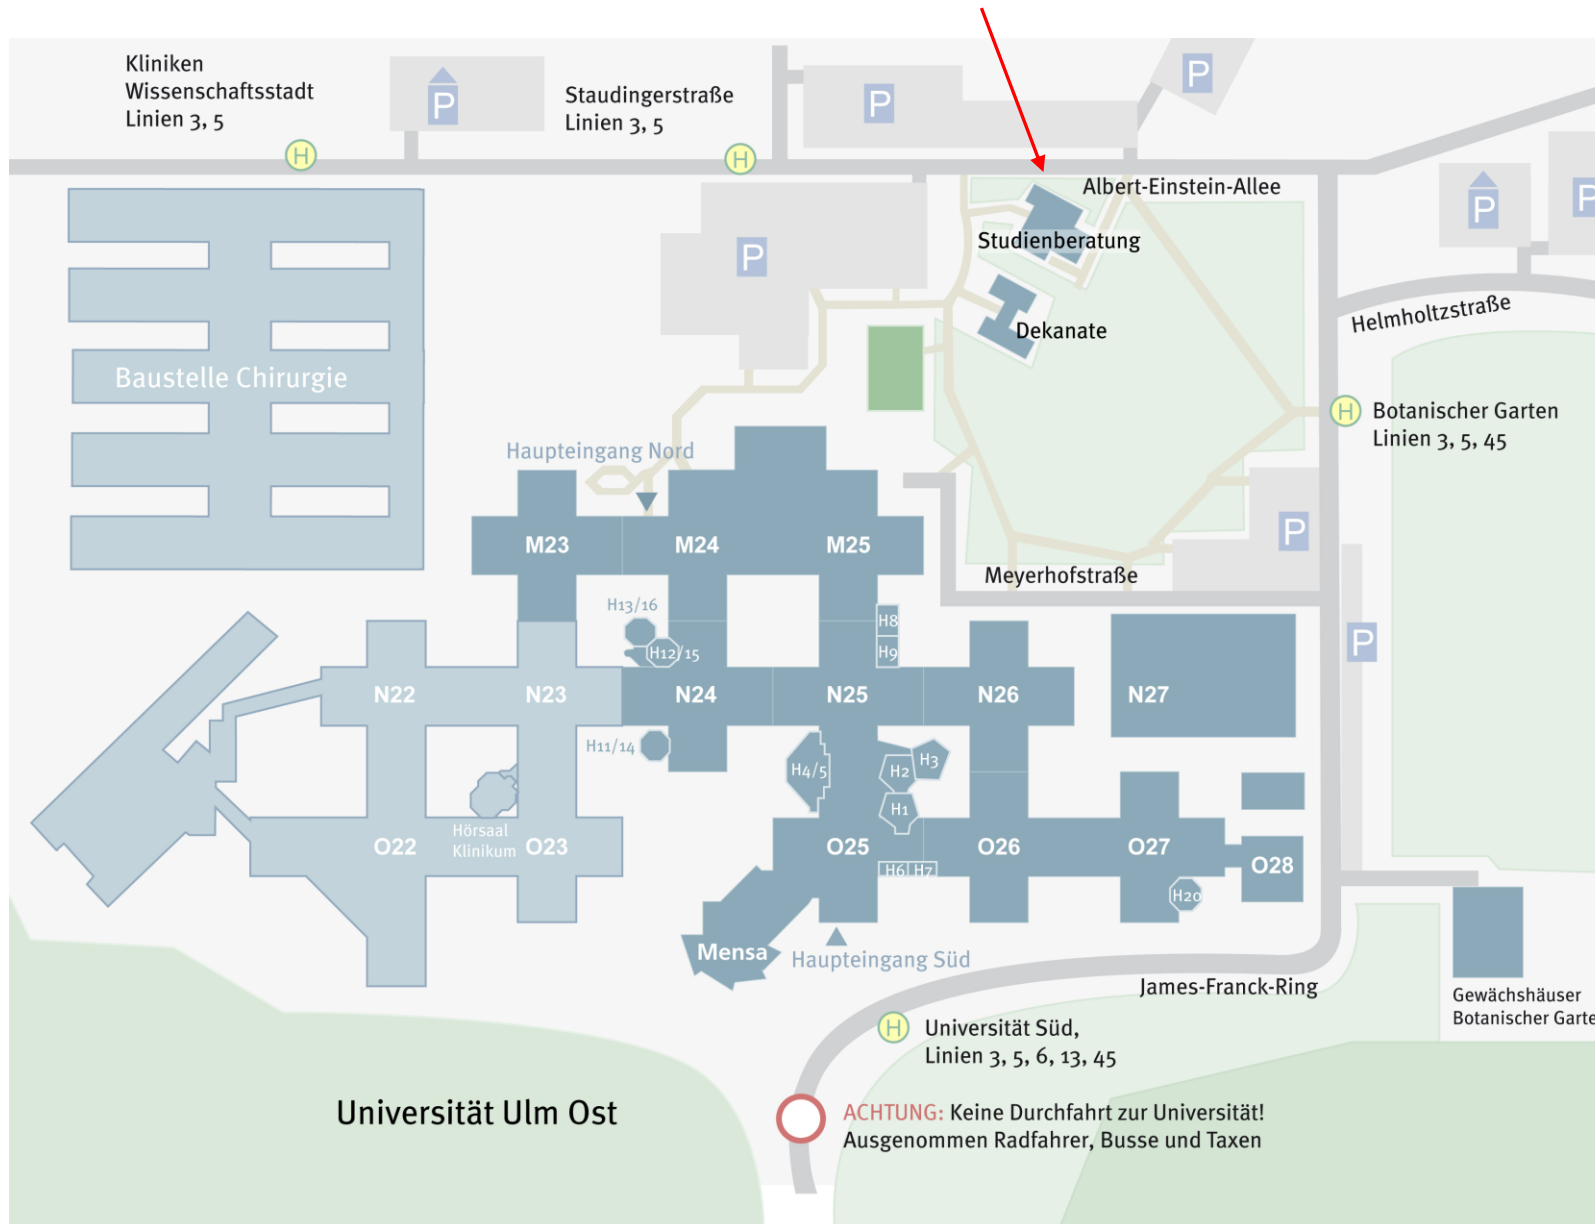 Kliniken
Wissenschaftsstadt
Linien 3, 5
P
Staudingerstraße
Linien 3, 5
P
P
H
H
Albert-Einstein-Allee
P
P
P
Studienberatung
Dekanate
Helmholtzstraße
Baustelle Chirurgie
H
Botanischer Garten
Linien 3, 5, 45
Haupteingang Nord
M23
M24
M25
P
Meyerhofstraße
H13/16
H8
H12/15
H9
P
N22
N23
N24
N25
N26
N27
H11/14
H4/5
H2
H3
H1
Hörsaal
Klinikum
O22
O23
O25
O26
O27
O28
H6
H7
H20
Mensa
Haupteingang Süd
James-Franck-Ring
Gewächshäuser
Botanischer Garte
H
Universität Süd,
Linien 3, 5, 6, 13, 45
Universität Ulm Ost
ACHTUNG: Keine Durchfahrt zur Universität!
Ausgenommen Radfahrer, Busse und Taxen